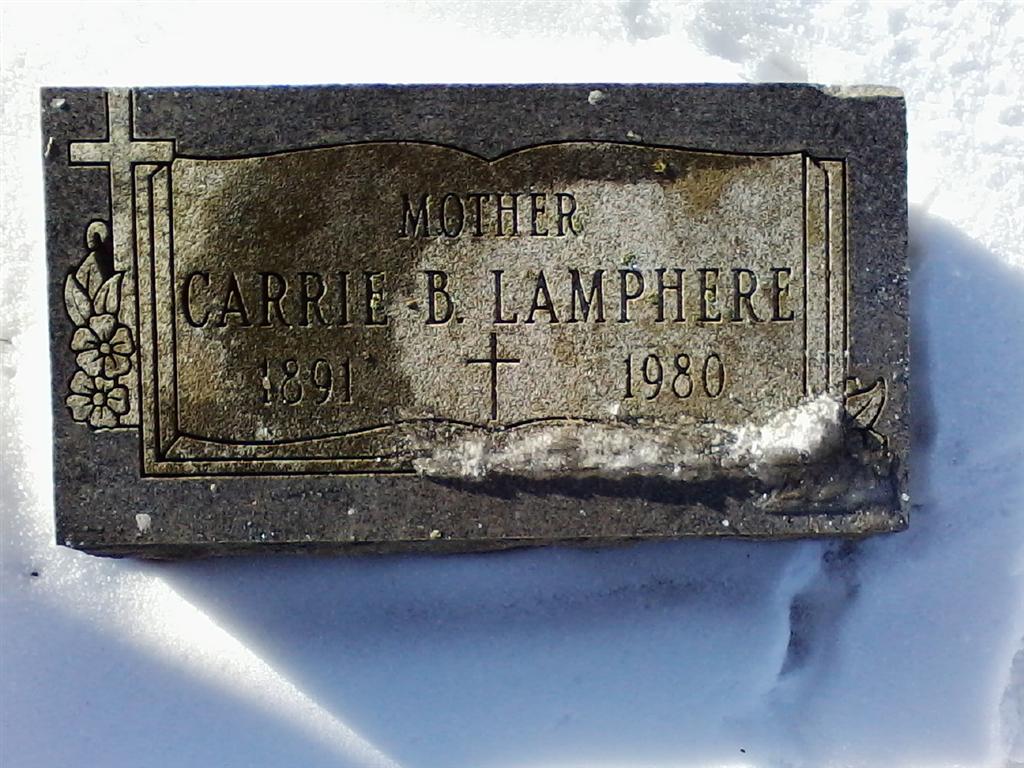 MOTHER
CARRIE B. LAMPHERE
1891 1980